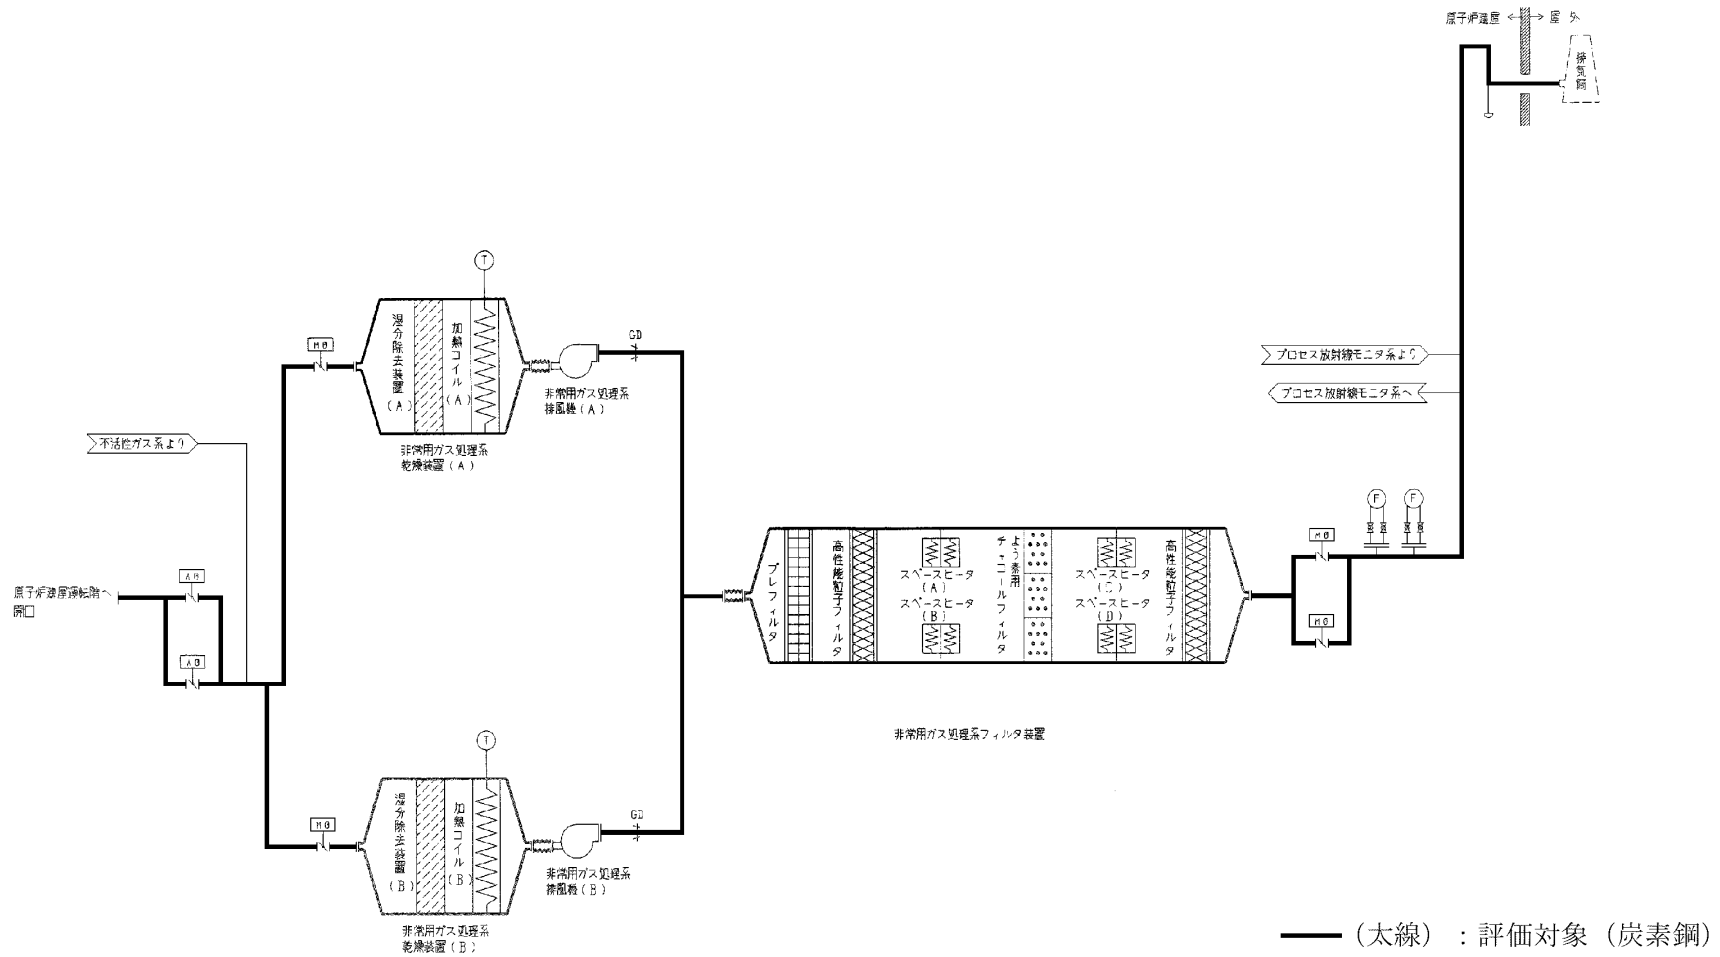 原子炉建屋 ←→ 屋外
排気筒
T
湿分除去装置(A)
加熱コイル(A)
MO
GD
非常用ガス処理系
排風機(A)
非常用ガス処理系
乾燥装置(A)
不活性ガス系より
プロセス放射線モニタ系より
プロセス放射線モニタ系へ
F
F
MO
原子炉建屋運転階へ
開口
AO
AO
プレフィルタ
高性能粒子フィルタ
スペースヒータ
(A)
スペースヒータ
(B)
よう素用
チャコールフィルタ
スペースヒータ
(C)
スペースヒータ
(D)
高性能粒子フィルタ
MO
非常用ガス処理系フィルタ装置
T
湿分除去装置(B)
加熱コイル(B)
MO
GD
非常用ガス処理系
排風機(B)
非常用ガス処理系
乾燥装置(B)
(太線):評価対象(炭素鋼)